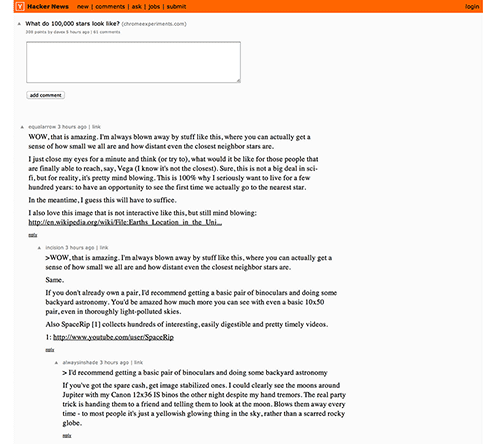 Y Hacker News new | comments | ask | jobs | submit login
What do 100,000 stars look like? (chromeexperiments.com)
298 points by davee 5 hours ago | 61 comments
add comment
equalarrow 3 hours ago | link
WOW, that is amazing. I'm always blown away by stuff like this, where you can actually get a
sense of how small we all are and how distant even the closest neighbor stars are.
I just close my eyes for a minute and think (or try to), what would it be like for those people that
are finally able to reach, say, Vega (I know it's not the closest). Sure, this is not a big deal in sci-
fi, but for reality, it's pretty mind blowing. This is 100% why I seriously want to live for a few
hundred years: to have an opportunity to see the first time we actually go to the nearest star.
In the meantime, I guess this will have to suffice.
I also love this image that is not interactive like this, but still mind blowing:
http://en.wikipedia.org/wiki/File:Earths_Location_in_the_Uni...
reply
incision 3 hours ago | link
>WOW, that is amazing. I'm always blown away by stuff like this, where you can actually get a
sense of how small we all are and how distant even the closest neighbor stars are.
Same.
If you don't already own a pair, I'd recommend getting a basic pair of binoculars and doing some
backyard astronomy. You'd be amazed how much more you can see with even a basic 10x50
pair, even in thoroughly light-polluted skies.
Also SpaceRip [1] collects hundreds of interesting, easily digestible and pretty timely videos.
1: http://www.youtube.com/user/SpaceRip
reply
alwaysinshade 3 hours ago | link
> I'd recommend getting a basic pair of binoculars and doing some backyard astronomy
If you've got the spare cash, get image stabilized ones. I could clearly see the moons around
Jupiter with my Canon 12x36 IS binos the other night despite my hand tremors. The real party
trick is handing them to a friend and telling them to look at the moon. Blows them away every
time - to most people it's just a yellowish glowing thing in the sky, rather than a scarred rocky
globe.
reply